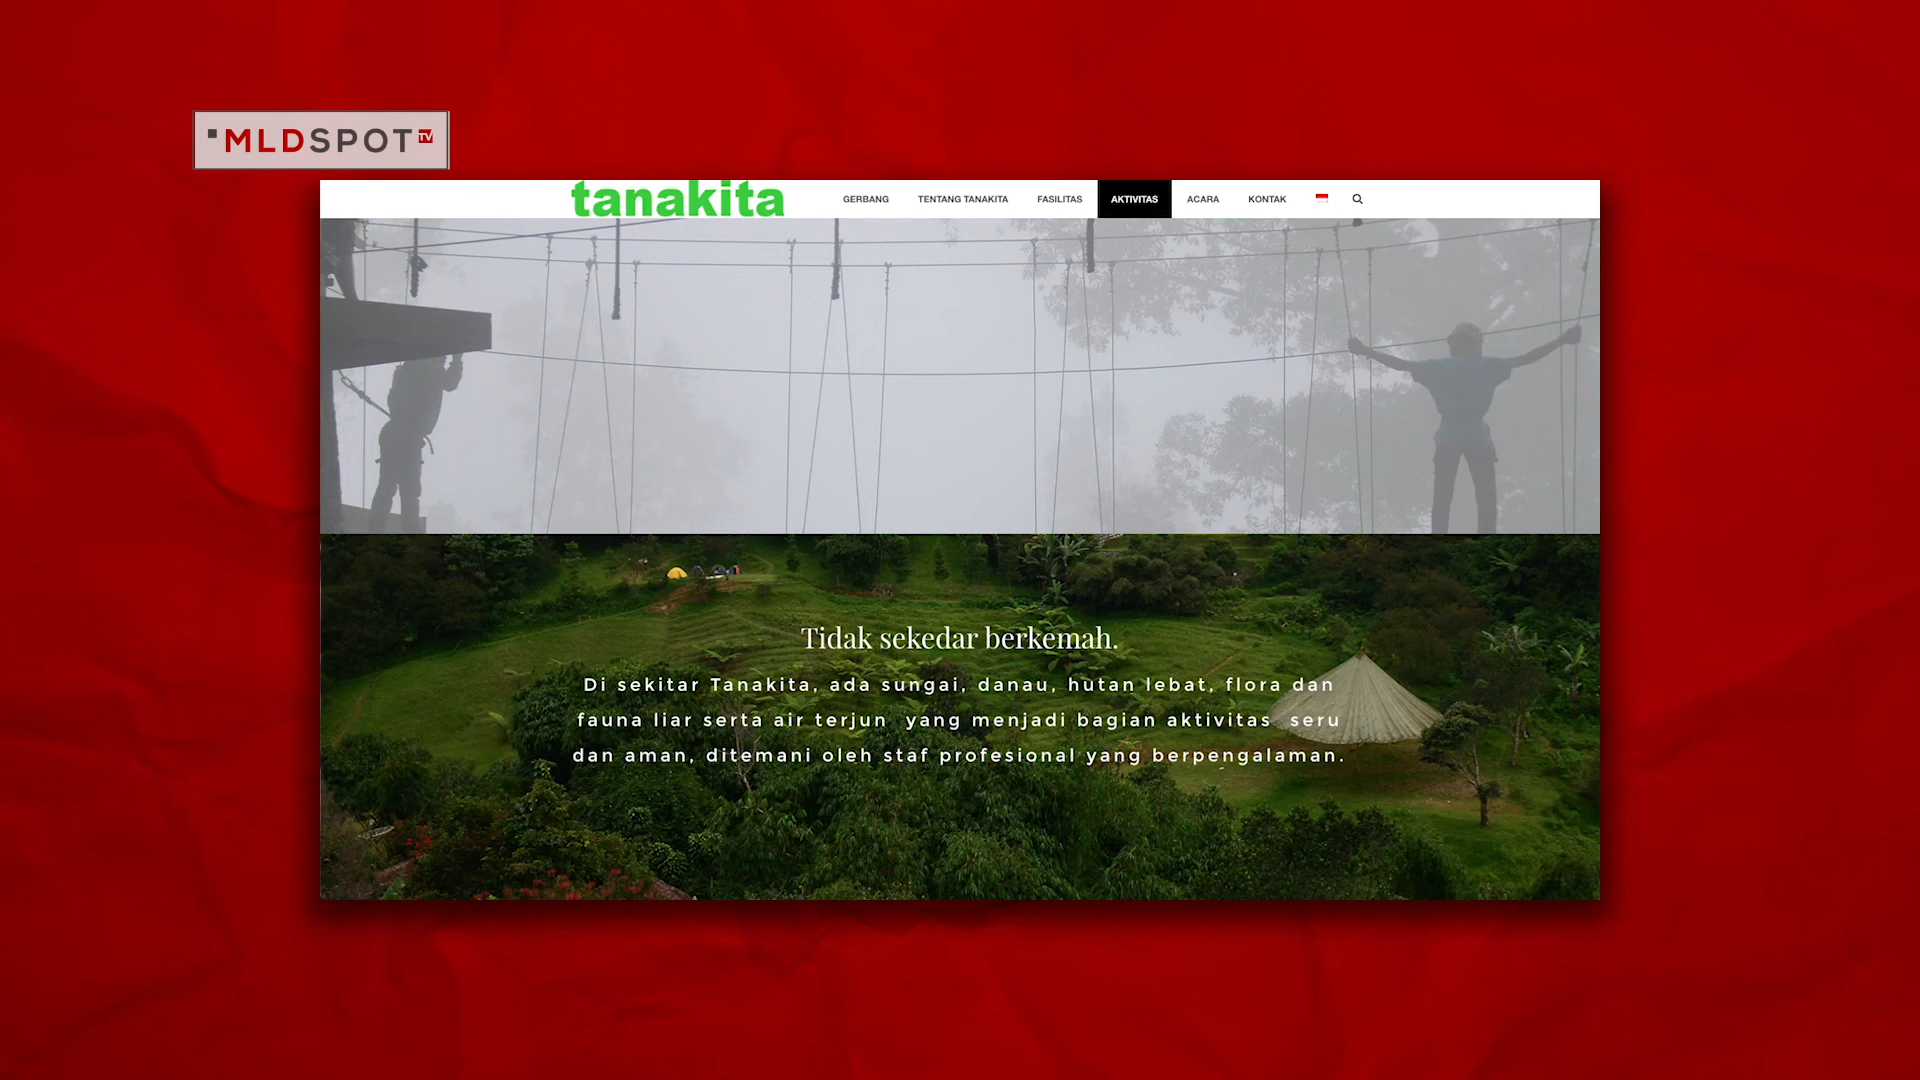 MLDSPOT TV
tanakita GERBANG TENTANG TANAKITA FASILITAS AKTIVITAS ACARA KONTAK
Tidak sekedar berkemah.
Di sekitar Tanakita, ada sungai, danau, hutan lebat, flora dan
fauna liar serta air terjun yang menjadi bagian aktivitas seru
dan aman, ditemani oleh staf profesional yang berpengalaman.